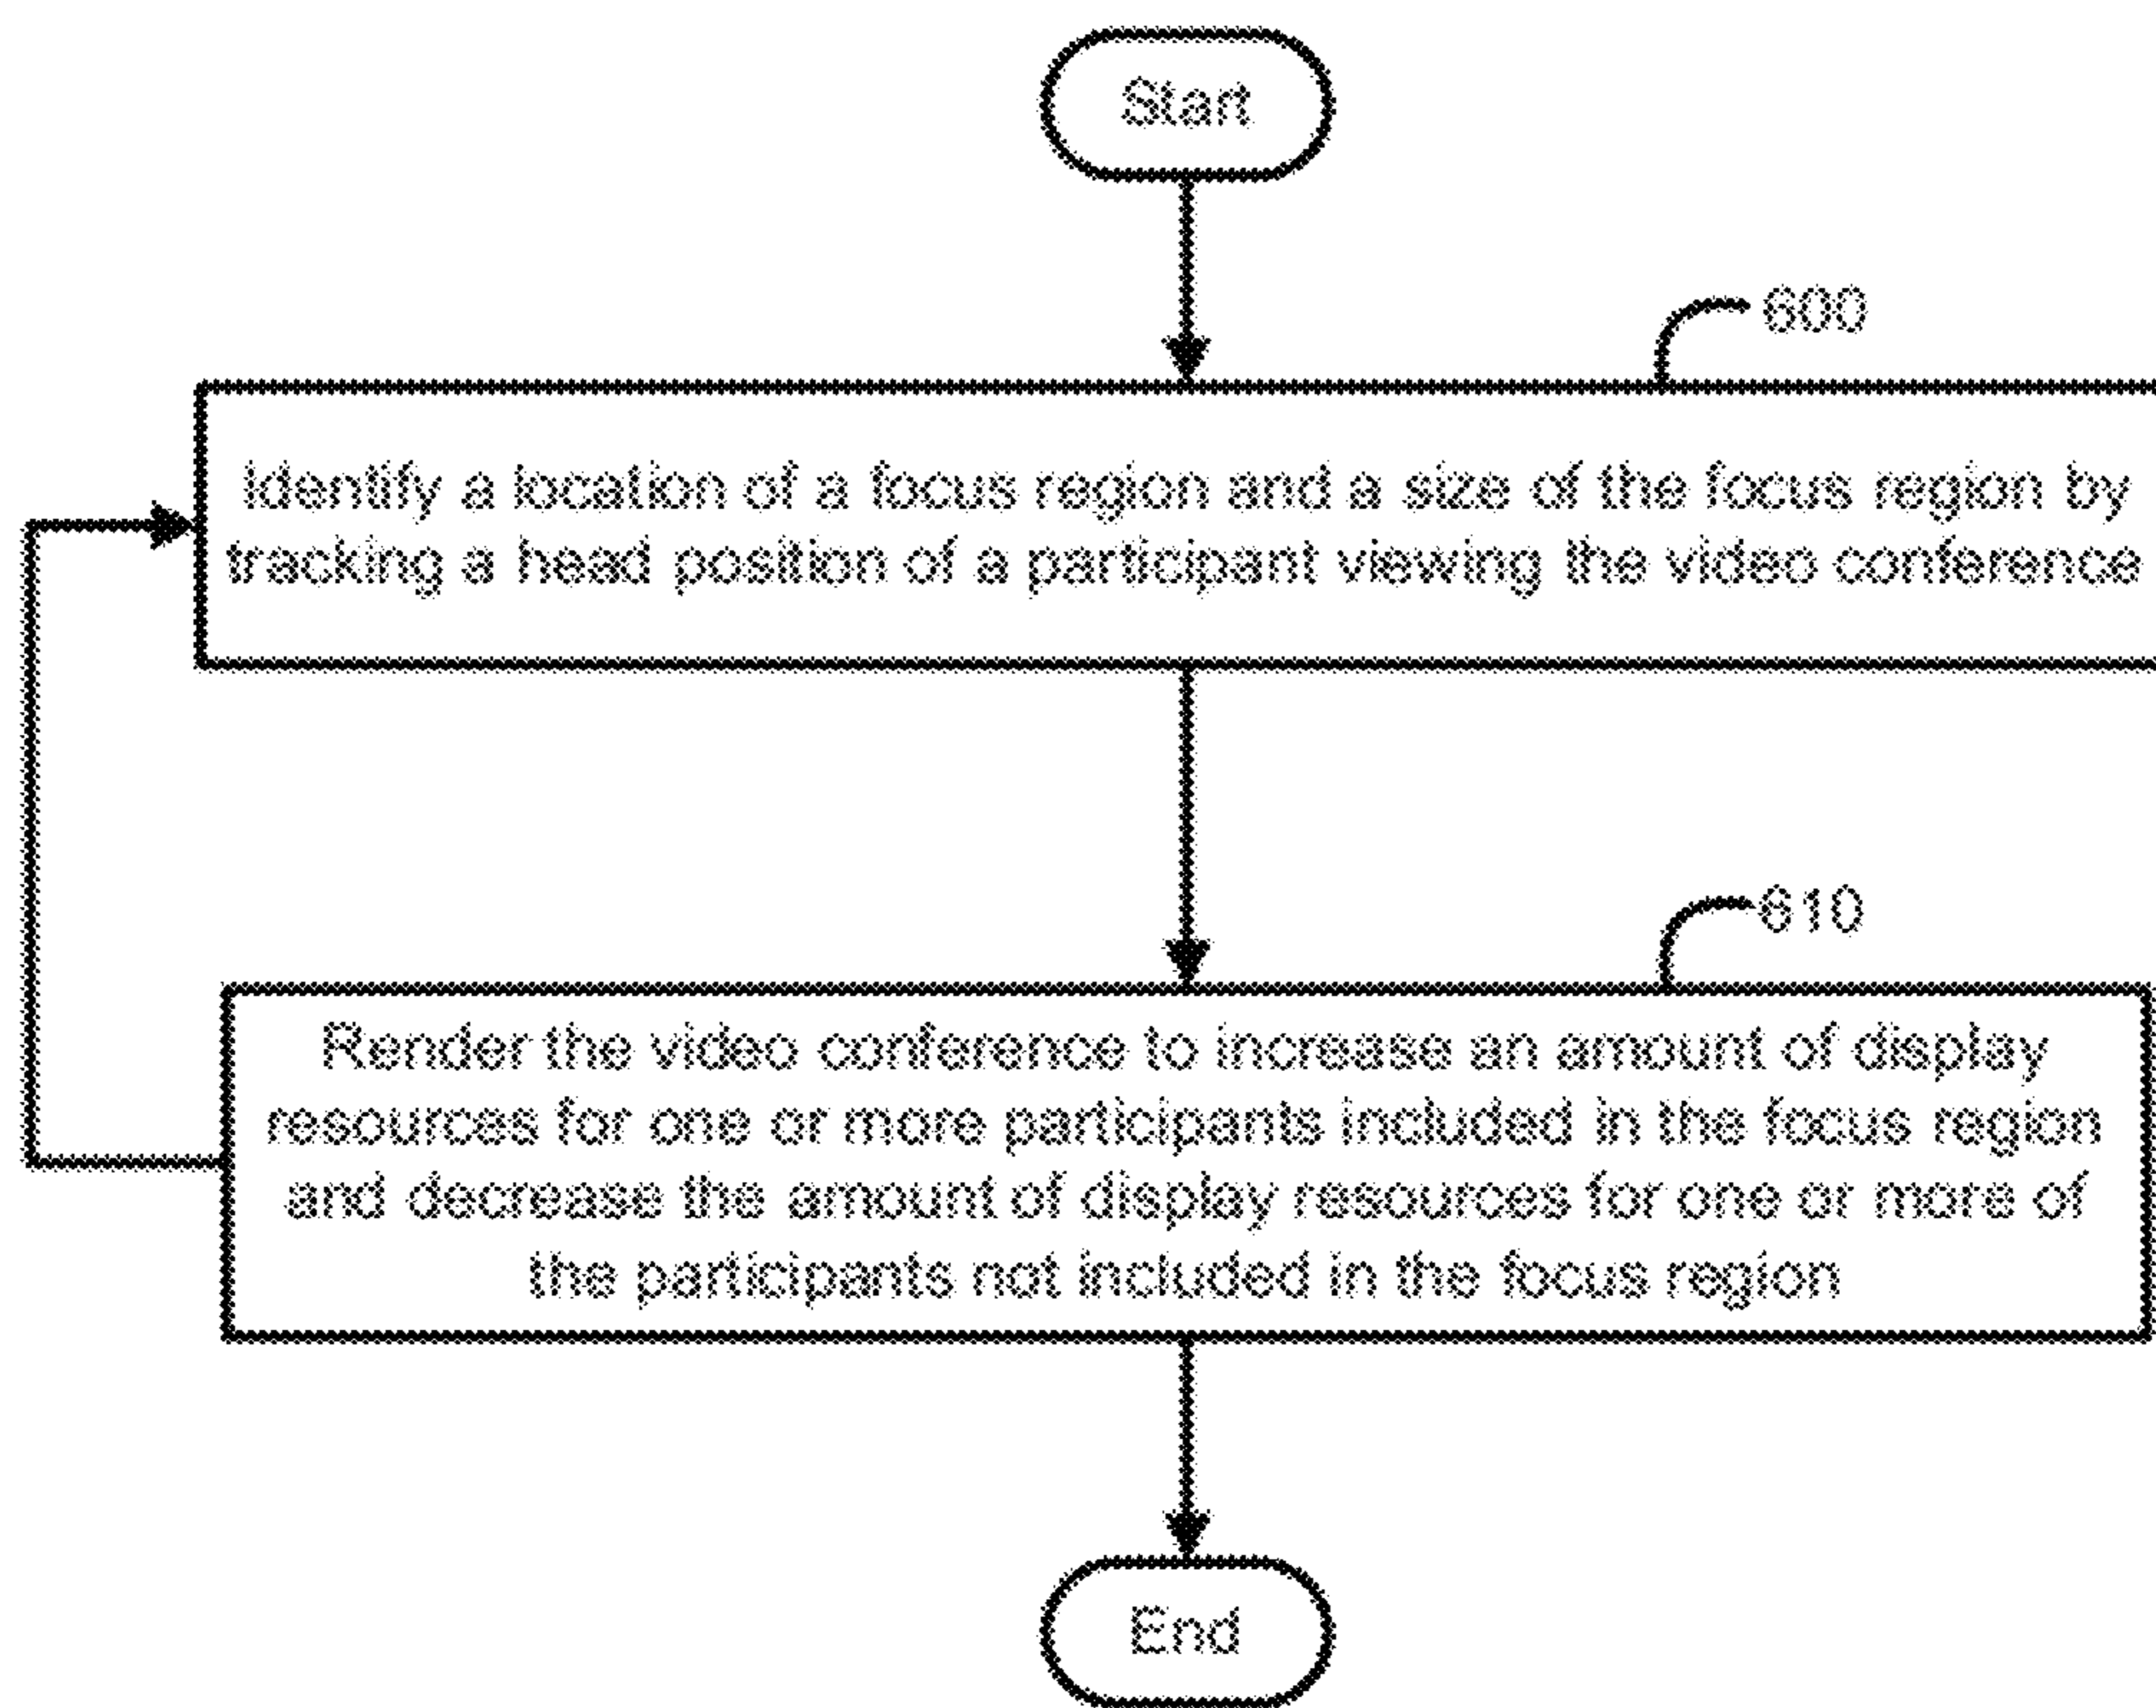 Start
600
Identify a location of a focus region and a size of the focus region by
tracking a head position of a participant viewing the video conference
610
Render the video conference to increase an amount of display
resources for one or more participants included in the focus region
and decrease the amount of display resources for one or more of
the participants not included in the focus region
End